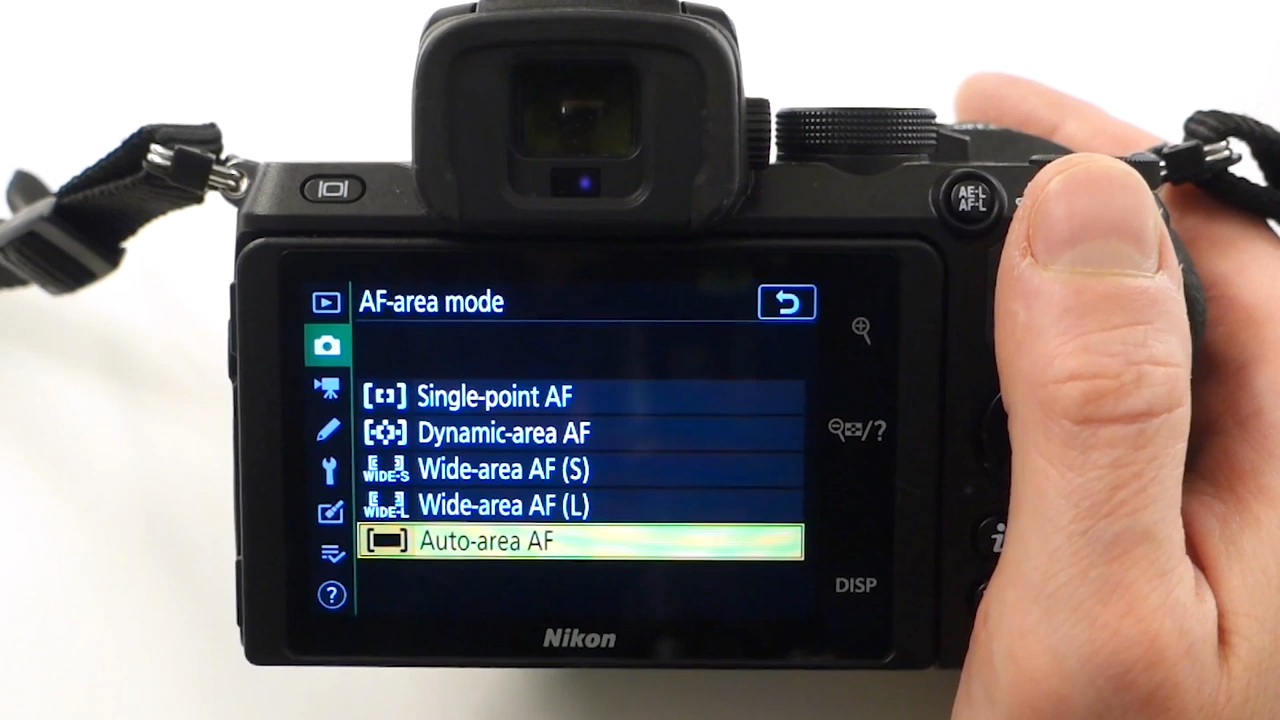 AE-L
AF-L
AF-area mode
Single-point AF
Dynamic-area AF
WIDE-S Wide-area AF (S)
WIDE-L Wide-area AF (L)
Auto-area AF
?
/?
i
DISP
Nikon